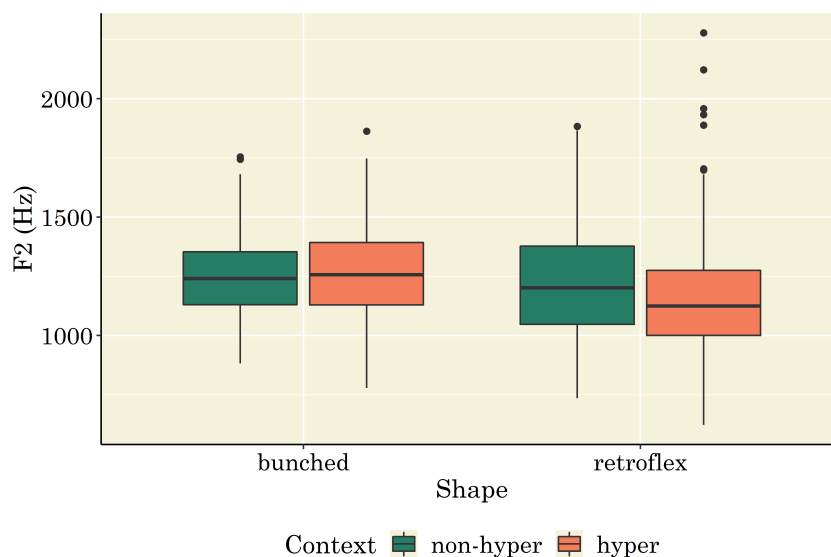 F2 (Hz)
2000
1500
1000
bunched retroflex
Shape
Context non-hyper hyper